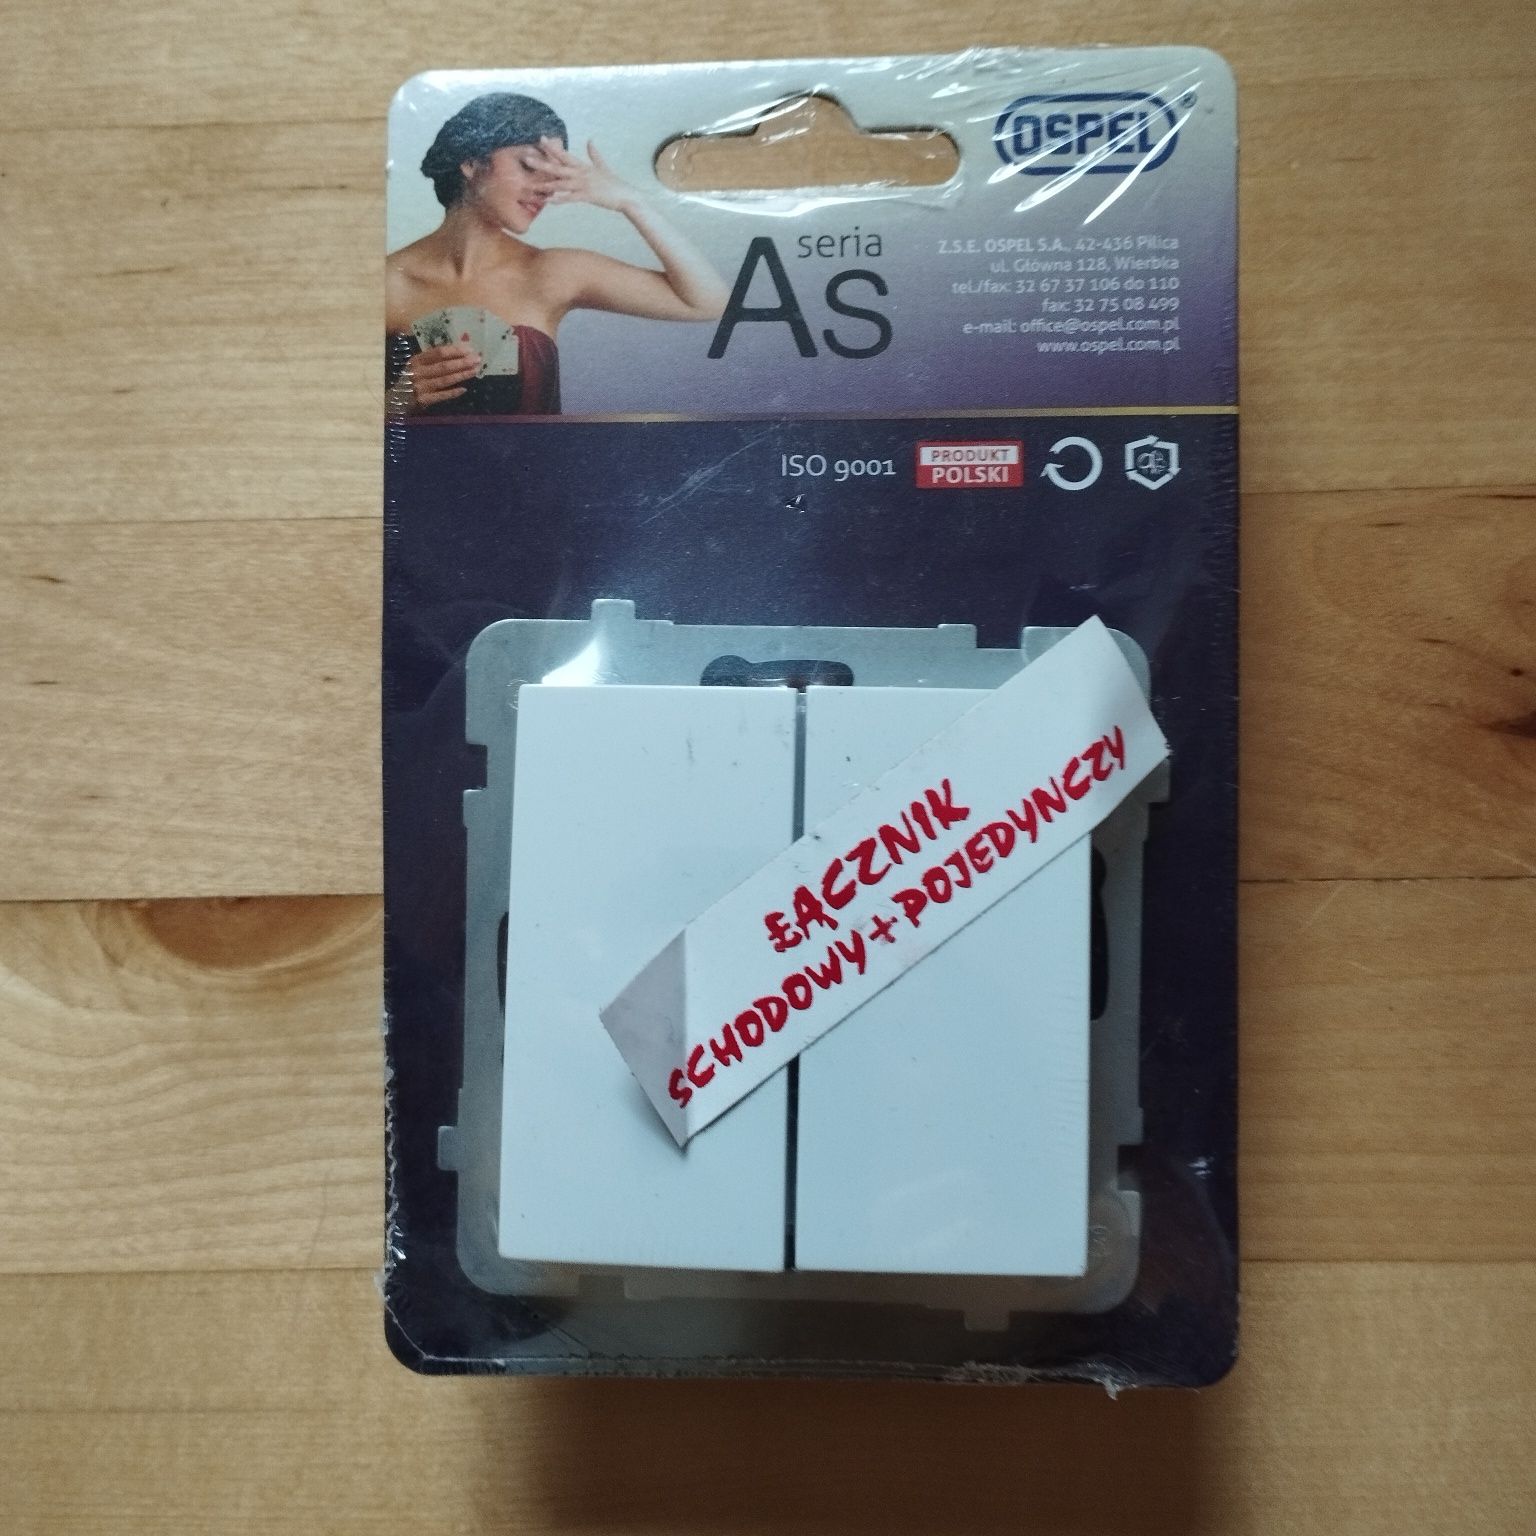 OSPEL®
seria
As
Z.S.E. OSPEL S.A., 42-436 Pilica
ul. Główna 128, Wierbka
tel./fax: 32 67 37 106 do 110
fax: 32 75 08 499
e-mail: office@ospel.com.pl
www.ospel.com.pl
ISO 9001
PRODUKT
POLSKI
ŁĄCZNIK
SCHODOWY+POJEDYNCZY